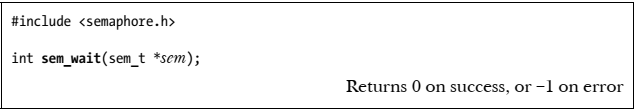 #include <semaphore.h>
int sem_wait(sem_t *sem);
Returns 0 on success, or –1 on error